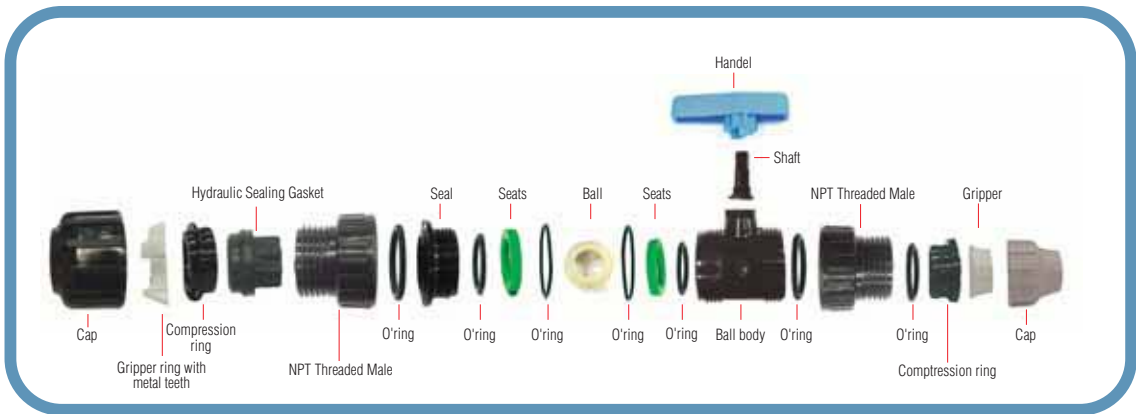 Handel
Shaft
Hydraulic Sealing Gasket
Seal
Seats
Ball
Seats
NPT Threaded Male
Gripper
Cap
Gripper ring with
metal teeth
Compression
ring
NPT Threaded Male
O'ring
O'ring
O'ring
O'ring
O'ring
Ball body
O'ring
O'ring
Comptression ring
Cap